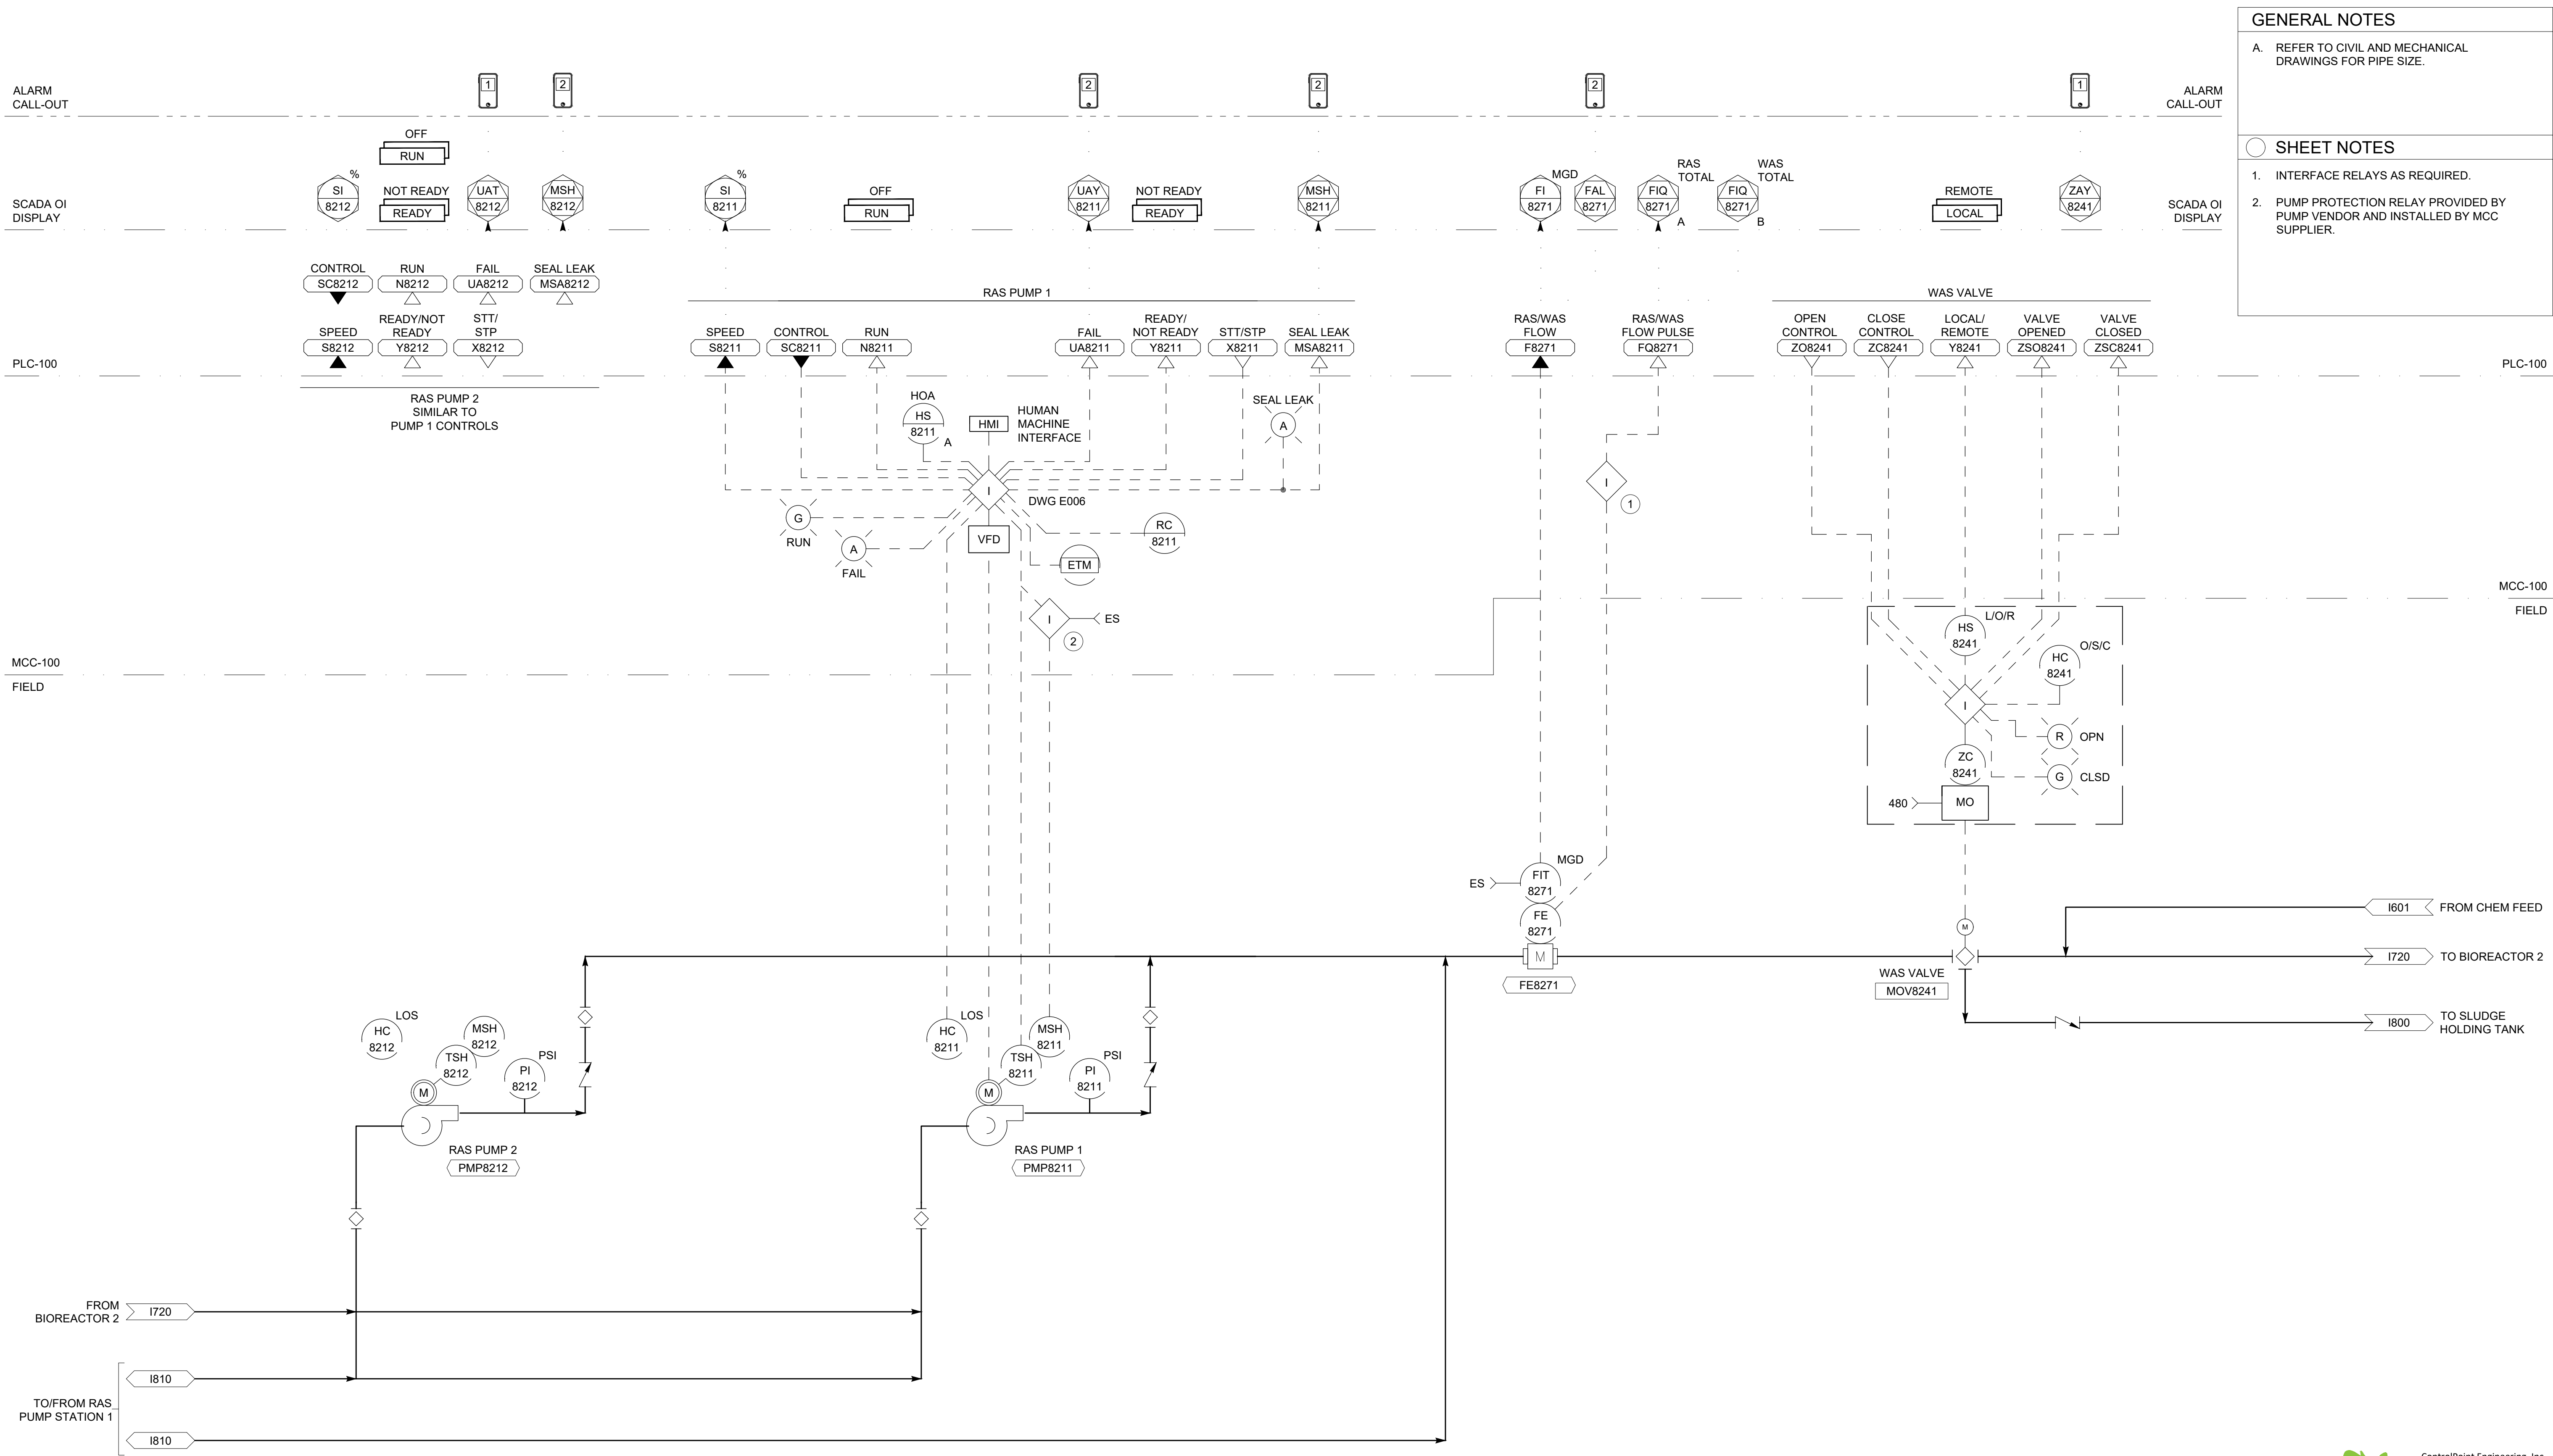 GENERAL NOTES
A. REFER TO CIVIL AND MECHANICAL
DRAWINGS FOR PIPE SIZE.
SHEET NOTES
1. INTERFACE RELAYS AS REQUIRED.
2. PUMP PROTECTION RELAY PROVIDED BY
PUMP VENDOR AND INSTALLED BY MCC
SUPPLIER.
ALARM
CALL-OUT
1
2
2
2
2
1
ALARM
CALL-OUT
SCADA OI
DISPLAY
SI
8212
%
OFF
RUN
NOT READY
READY
UAT
8212
MSH
8212
SI
8211
%
OFF
RUN
UAY
8211
NOT READY
READY
MSH
8211
FI
8271
MGD
FAL
8271
RAS
TOTAL
FIQ
8271
A
WAS
TOTAL
FIQ
8271
B
REMOTE
LOCAL
ZAY
8241
SCADA OI
DISPLAY
CONTROL
SC8212
RUN
N8212
FAIL
UA8212
SEAL LEAK
MSA8212
SPEED
S8212
READY/NOT
READY
Y8212
STT/
STP
X8212
RAS PUMP 2
SIMILAR TO
PUMP 1 CONTROLS
RAS PUMP 1
SPEED
S8211
CONTROL
SC8211
RUN
N8211
FAIL
UA8211
READY/
NOT READY
Y8211
STT/STP
X8211
SEAL LEAK
MSA8211
RAS/WAS
FLOW
F8271
RAS/WAS
FLOW PULSE
FQ8271
WAS VALVE
OPEN
CONTROL
ZO8241
CLOSE
CONTROL
ZC8241
LOCAL/
REMOTE
Y8241
VALVE
OPENED
ZSO8241
VALVE
CLOSED
ZSC8241
PLC-100
PLC-100
HOA
HS
8211
A
HMI
HUMAN
MACHINE
INTERFACE
SEAL LEAK
A
I
DWG E006
G
RUN
A
FAIL
VFD
RC
8211
ETM
I
ES
2
I
1
MCC-100
FIELD
MCC-100
FIELD
HS
8241
L/O/R
HC
8241
O/S/C
I
R
OPN
G
CLSD
ZC
8241
MO
480
MGD
FIT
8271
ES
FE
8271
M
FE8271
M
WAS VALVE
MOV8241
I601
FROM CHEM FEED
I720
TO BIOREACTOR 2
I800
TO SLUDGE
HOLDING TANK
LOS
HC
8212
MSH
8212
TSH
8212
PSI
PI
8212
M
RAS PUMP 2
PMP8212
LOS
HC
8211
MSH
8211
TSH
8211
PSI
PI
8211
M
RAS PUMP 1
PMP8211
FROM
BIOREACTOR 2
I720
I810
TO/FROM RAS
PUMP STATION 1
I810
ControlPoint Engineering, Inc.